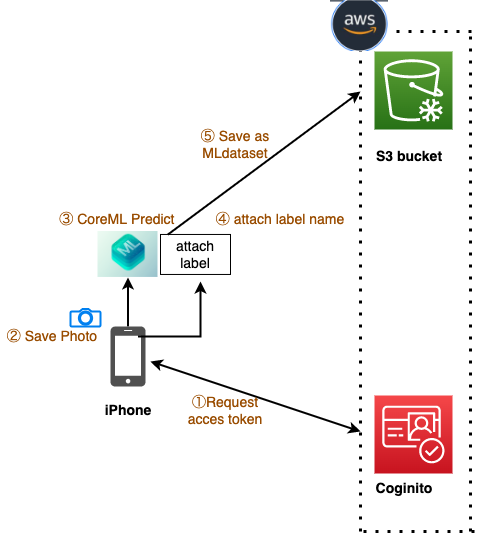 aws
S3 bucket
⑤ Save as
MLdataset
③ CoreML Predict
④ attach label name
ML
attach
label
② Save Photo
iPhone
①Request
acces token
Coginito